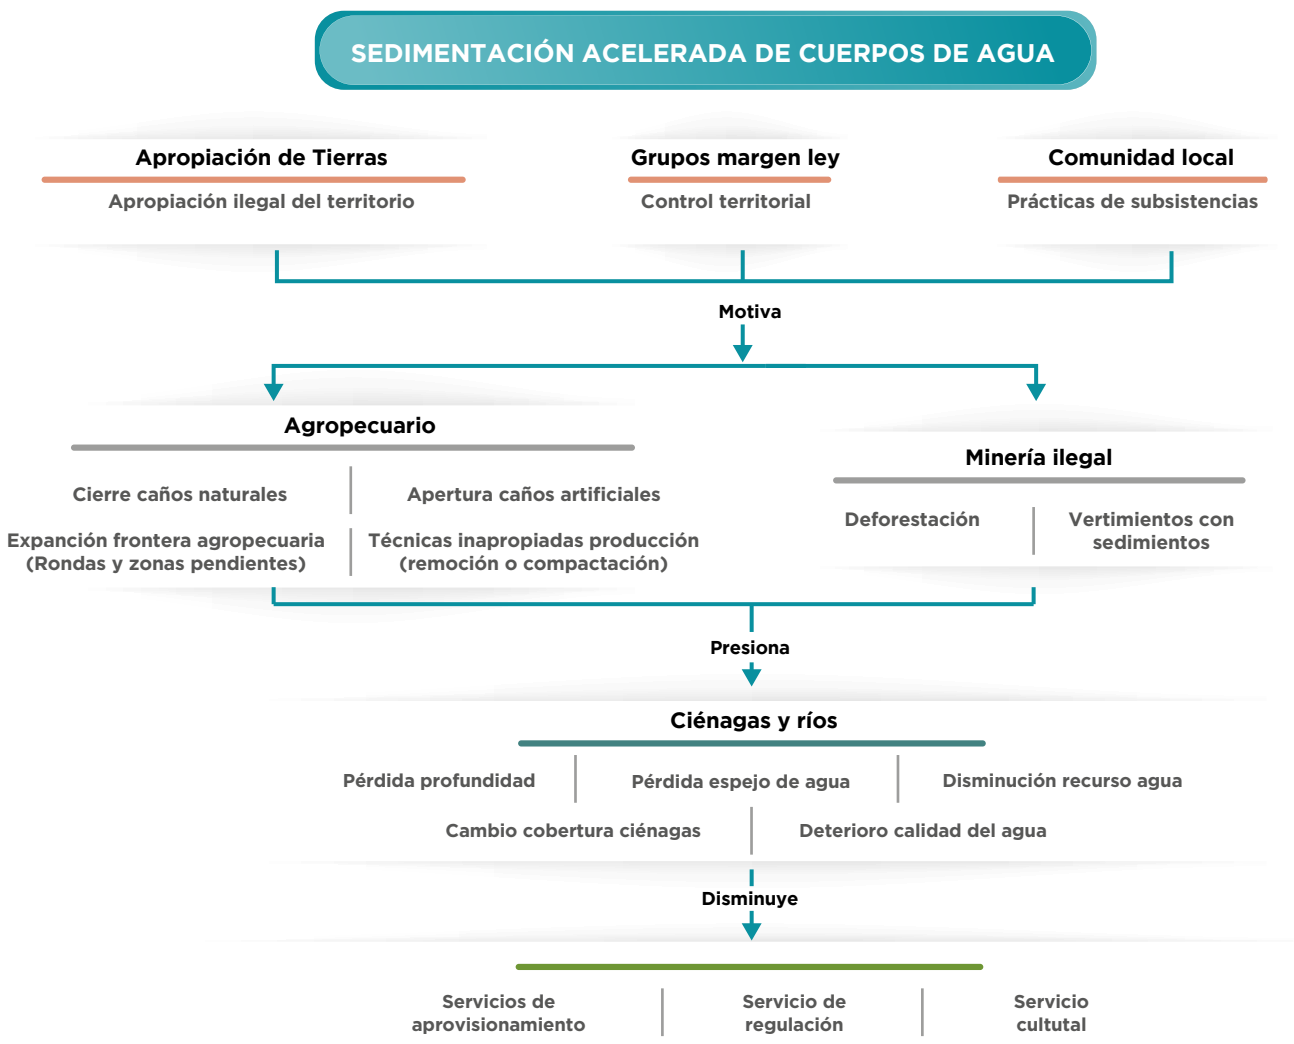 SEDIMENTACIÓN ACELERADA DE CUERPOS DE AGUA
Apropiación de Tierras
Apropiación ilegal del territorio
Grupos margen ley
Control territorial
Comunidad local
Prácticas de subsistencias
Motiva
Agropecuario
Cierre caños naturales
Apertura caños artificiales
Expanción frontera agropecuaria
(Rondas y zonas pendientes)
Técnicas inapropiadas producción
(remoción o compactación)
Minería ilegal
Deforestación
Vertimientos con
sedimientos
Presiona
Ciénagas y ríos
Pérdida profundidad
Pérdida espejo de agua
Disminución recurso agua
Cambio cobertura ciénagas
Deterioro calidad del agua
Disminuye
Servicios de
aprovisionamiento
Servicio de
regulación
Servicio
cultutal